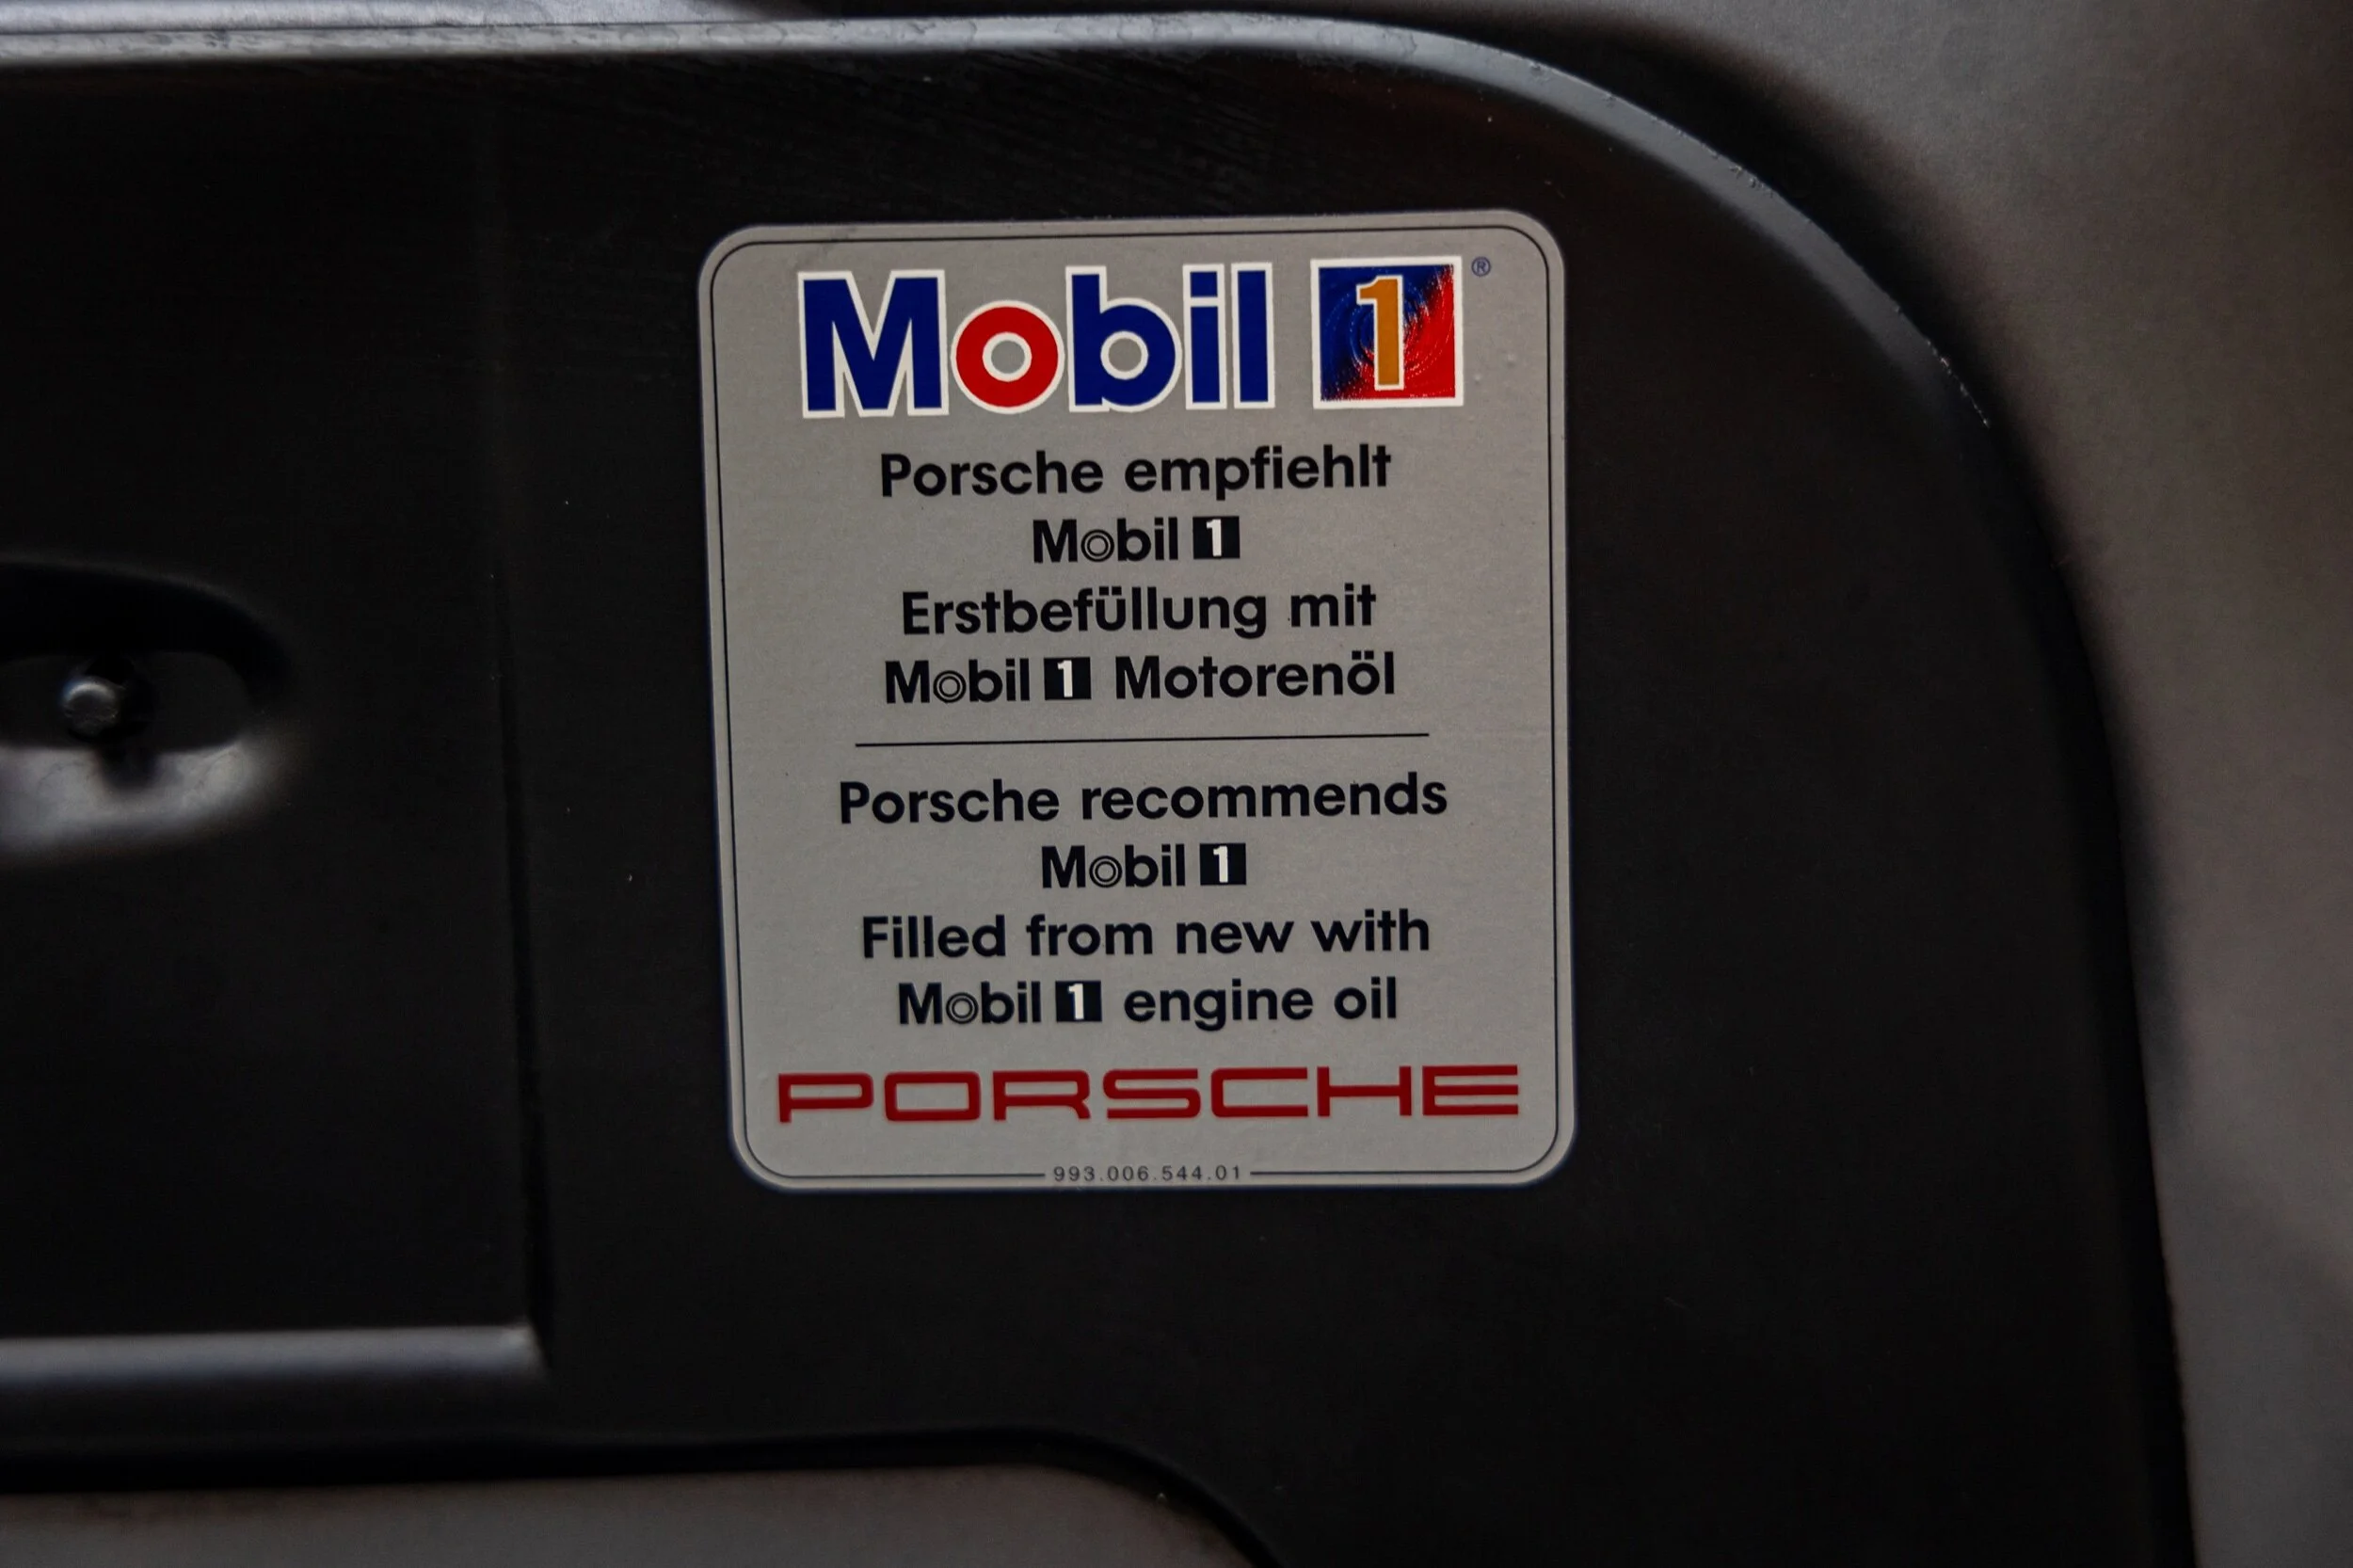 Mobil 1 ®
Porsche empfiehlt
Mobil 1
Erstbefüllung mit
Mobil 1 Motorenöl
Porsche recommends
Mobil 1
Filled from new with
Mobil 1 engine oil
PORSCHE
993.006.544.01